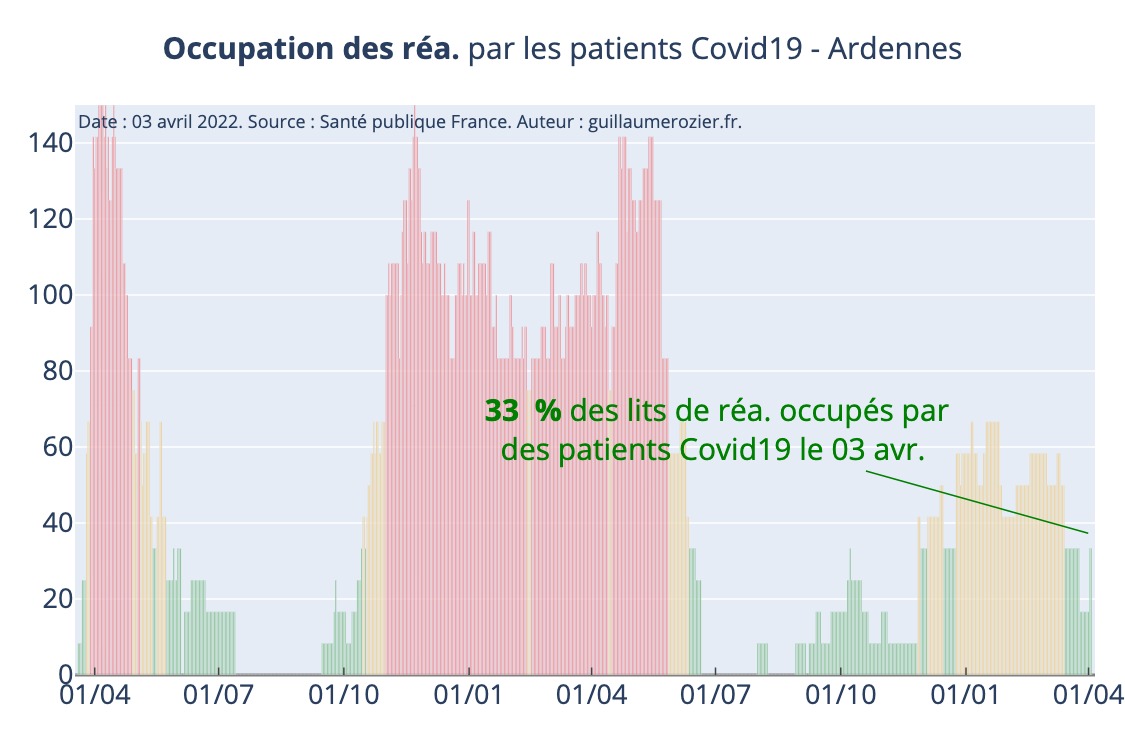 Occupation des réa. par les patients Covid19 - Ardennes
Date : 03 avril 2022. Source : Santé publique France. Auteur : guillaumerozier.fr.
140
120
100
80
33 % des lits de réa. occupés par
des patients Covid19 le 03 avr.
60
40
20
0
01/04 01/07 01/10 01/01 01/04 01/07 01/10 01/01 01/04